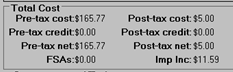 Total Cost
Pre-tax cost:$165.77 Post-tax cost:$5.00
Pre-tax credit:$0.00 Post-tax credit:$0.00
Pre-tax net:$165.77 Post-tax net:$5.00
FSAs:$0.00 Imp Inc:$11.59